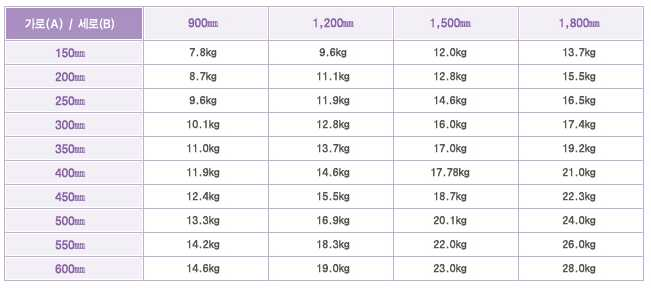 가로(A) / 세로(B) 900㎜ 1,200㎜ 1,500㎜ 1,800㎜
150㎜ 7.8kg 9.6kg 12.0kg 13.7kg
200㎜ 8.7kg 11.1kg 12.8kg 15.5kg
250㎜ 9.6kg 11.9kg 14.6kg 16.5kg
300㎜ 10.1kg 12.8kg 16.0kg 17.4kg
350㎜ 11.0kg 13.7kg 17.0kg 19.2kg
400㎜ 11.9kg 14.6kg 17.78kg 21.0kg
450㎜ 12.4kg 15.5kg 18.7kg 22.3kg
500㎜ 13.3kg 16.9kg 20.1kg 24.0kg
550㎜ 14.2kg 18.3kg 22.0kg 26.0kg
600㎜ 14.6kg 19.0kg 23.0kg 28.0kg